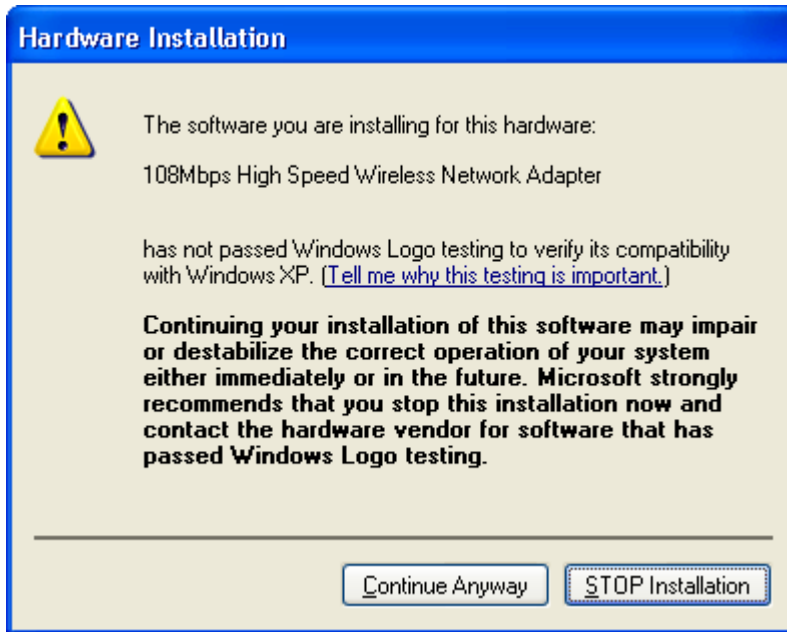 Hardware Installation
The software you are installing for this hardware:
108Mbps High Speed Wireless Network Adapter
has not passed Windows Logo testing to verify its compatibility
with Windows XP. (Tell me why this testing is important.)
Continuing your installation of this software may impair
or destabilize the correct operation of your system
either immediately or in the future. Microsoft strongly
recommends that you stop this installation now and
contact the hardware vendor for software that has
passed Windows Logo testing.
Continue Anyway
STOP Installation